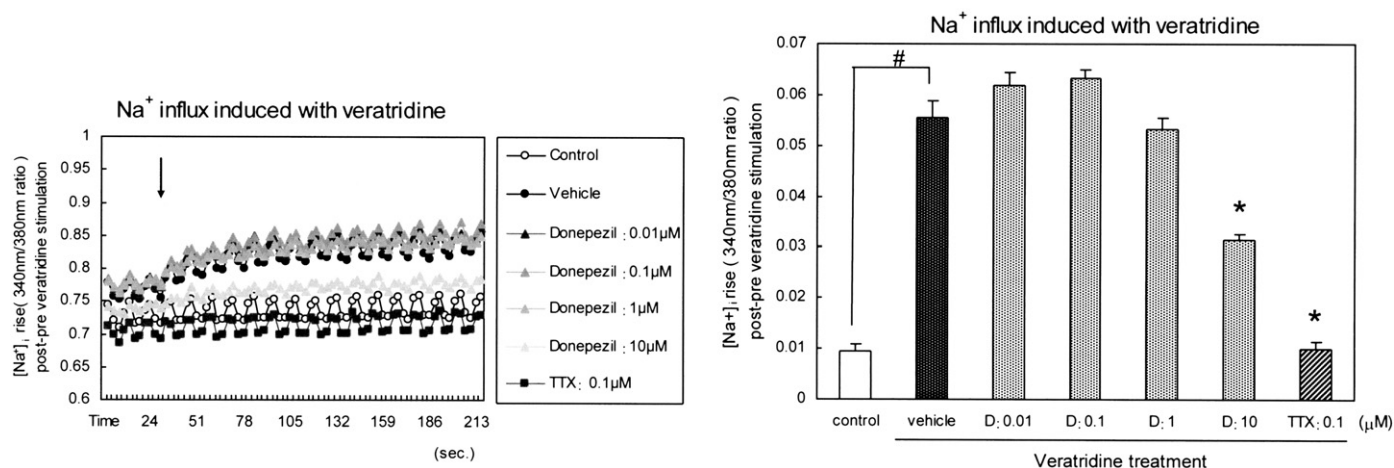 Na+ influx induced with veratridine
[Na+]i rise( 340nm/380nm ratio )
post-pre veratridine stimulation
1
0.95
0.9
0.85
0.8
0.75
0.7
0.65
0.6
Time 24 51 78 105 132 159 186 213
(sec.)
Control
Vehicle
Donepezil : 0.01μM
Donepezil : 0.1μM
Donepezil : 1μM
Donepezil : 10μM
TTX : 0.1μM
Na+ influx induced with veratridine
[Na+]i rise ( 340nm/380nm ratio )
post-pre veratridine stimulation
0.07
0.06
0.05
0.04
0.03
0.02
0.01
0
#
*
*
control vehicle D: 0.01 D: 0.1 D: 1 D: 10 TTX: 0.1 (μM)
Veratridine treatment